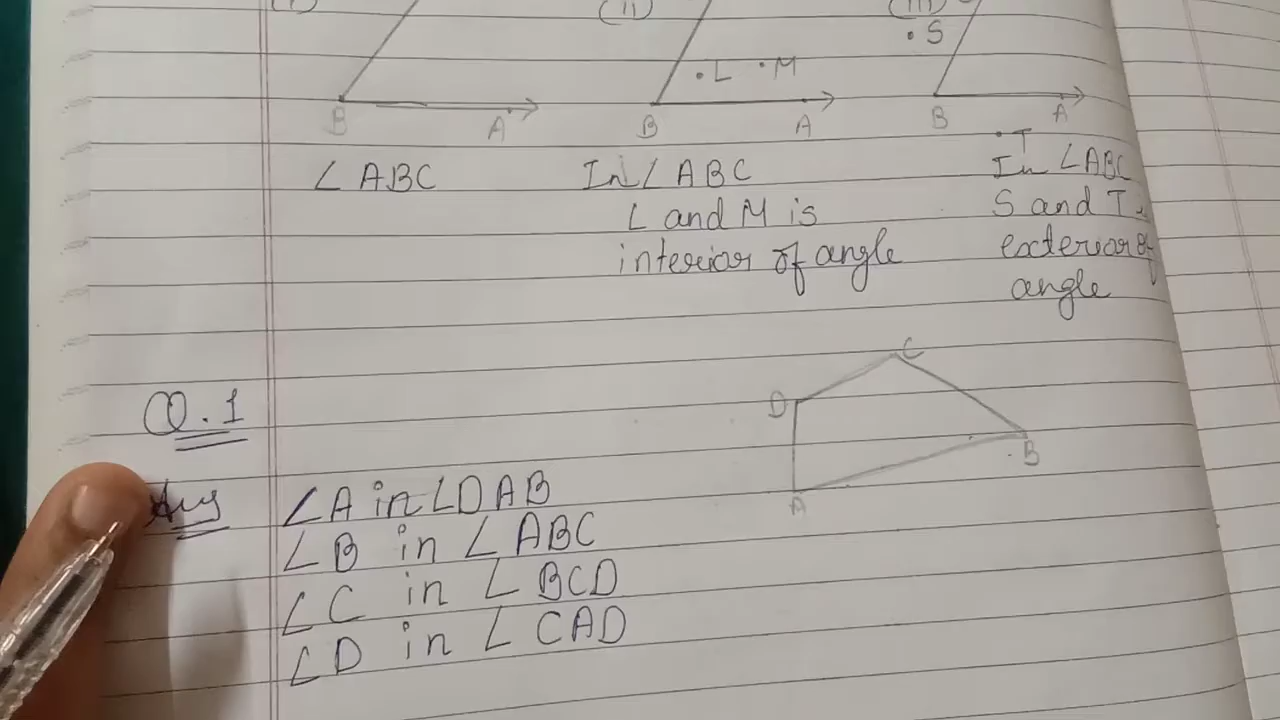 (i) (ii) (iii)
.S
.L .M
B A B A B A
.T
∠ABC In ∠ABC In ∠ABC
L and M is S and T
interior of angle exterior of
angle
C
Q.1 D
B
Ans ∠A in ∠DAB A
∠B in ∠ABC
∠C in ∠BCD
∠D in ∠CAD